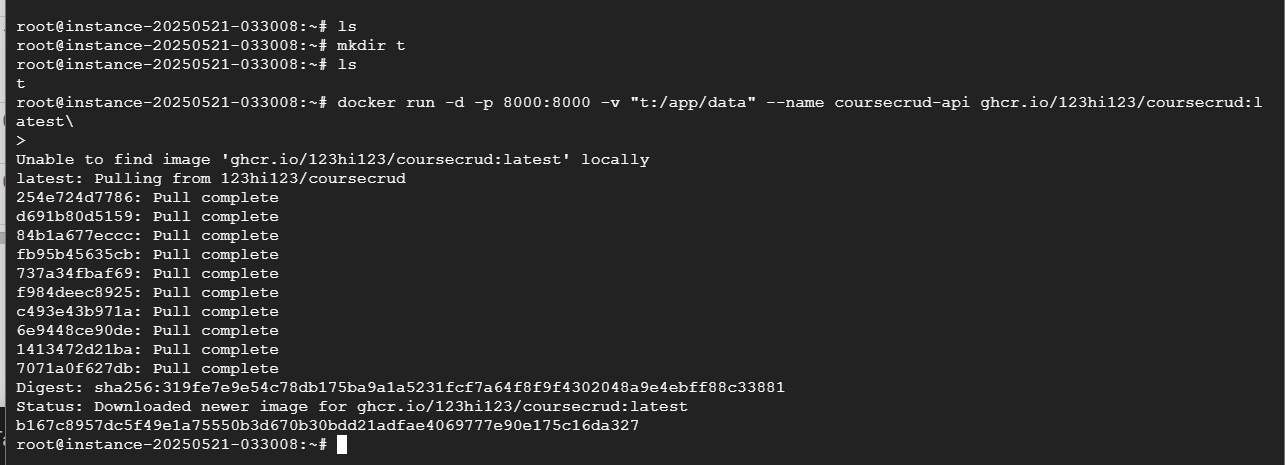 root@instance-20250521-033008:~# ls
root@instance-20250521-033008:~# mkdir t
root@instance-20250521-033008:~# ls
t
root@instance-20250521-033008:~# docker run -d -p 8000:8000 -v "t:/app/data" --name coursecrud-api ghcr.io/123hi123/coursecrud:l
atest\
>
Unable to find image 'ghcr.io/123hi123/coursecrud:latest' locally
latest: Pulling from 123hi123/coursecrud
254e724d7786: Pull complete
d691b80d5159: Pull complete
84b1a677eccc: Pull complete
fb95b45635cb: Pull complete
737a34fbaf69: Pull complete
f984deec8925: Pull complete
c493e43b971a: Pull complete
6e9448ce90de: Pull complete
1413472d21ba: Pull complete
7071a0f627db: Pull complete
Digest: sha256:319fe7e9e54c78db175ba9a1a5231fcf7a64f8f9f4302048a9e4ebff88c33881
Status: Downloaded newer image for ghcr.io/123hi123/coursecrud:latest
b167c8957dc5f49e1a75550b3d670b30bdd21adfae4069777e90e175c16da327
root@instance-20250521-033008:~#